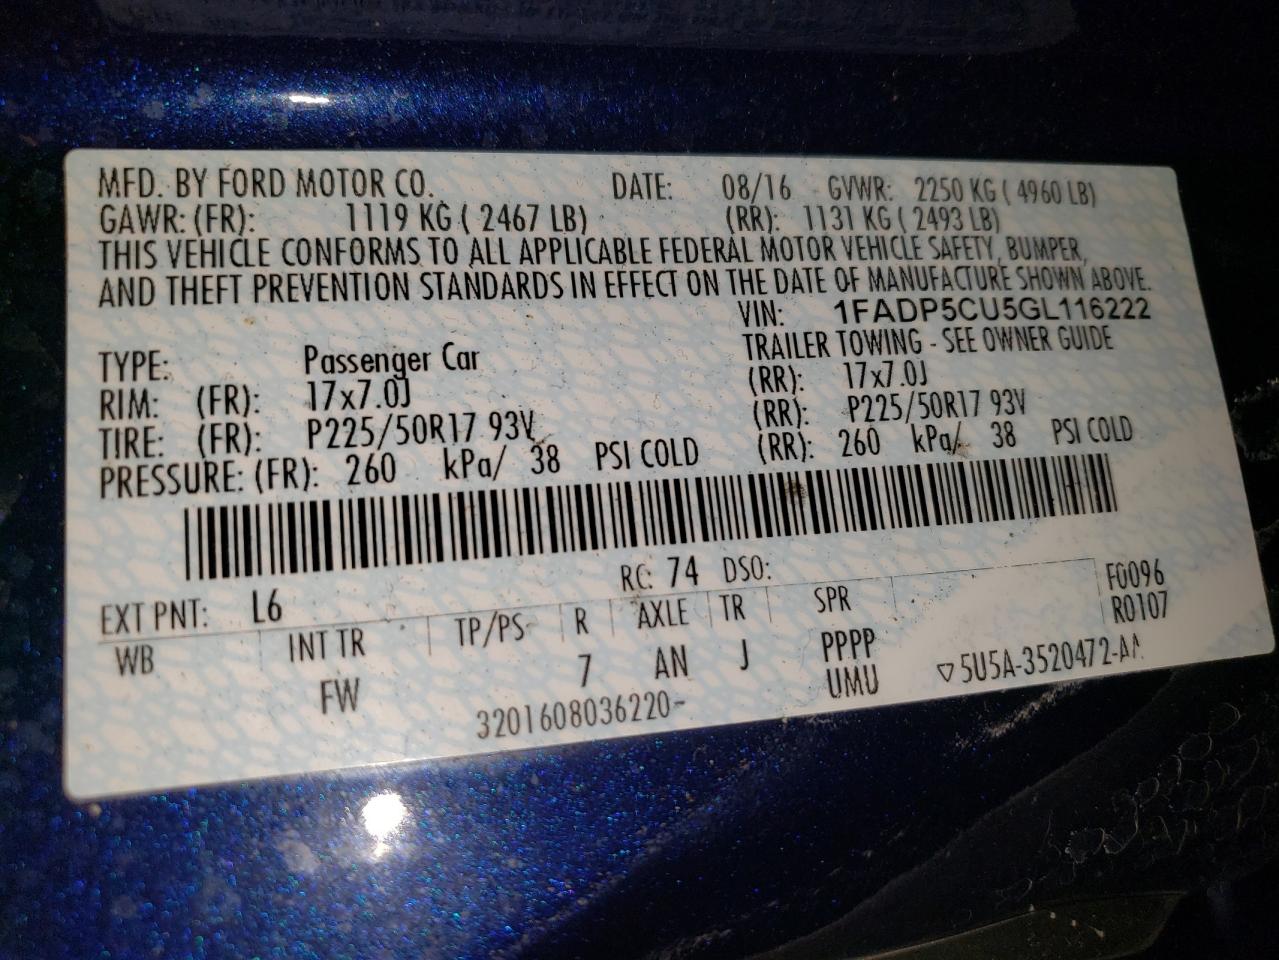 MFD. BY FORD MOTOR CO. DATE: 08/16 GVWR: 2250 KG ( 4960 LB)
GAWR: (FR): 1119 KG ( 2467 LB) (RR): 1131 KG ( 2493 LB)
THIS VEHICLE CONFORMS TO ALL APPLICABLE FEDERAL MOTOR VEHICLE SAFETY, BUMPER,
AND THEFT PREVENTION STANDARDS IN EFFECT ON THE DATE OF MANUFACTURE SHOWN ABOVE.
VIN: 1FADP5CU5GL116222
TYPE: Passenger Car TRAILER TOWING - SEE OWNER GUIDE
RIM: (FR): 17x7.0J (RR): 17x7.0J
TIRE: (FR): P225/50R17 93V (RR): P225/50R17 93V
PRESSURE: (FR): 260 kPa/ 38 PSI COLD (RR): 260 kPa/ 38 PSI COLD
EXT PNT: L6 RC: 74 DSO: F0096
WB INT TR TP/PS R AXLE TR SPR R0107
FW 7 AN J PPPP
UMU ▽5U5A-3520472-AA
3201608036220-